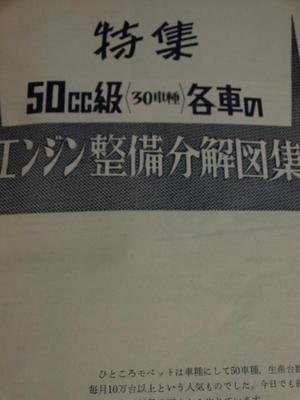 特集
50cc級〈30車種〉各車の
エンジン整備分解図集
ひところモペットは車種にして50車種，生産台数
毎月10万台以上という人気ものでした。今日でも